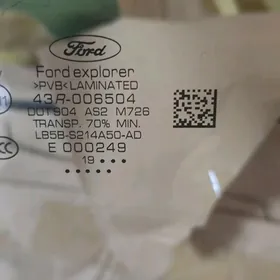 Ford
Ford explorer
>PVB< LAMINATED
43R-006504
DOT904 AS2 M726
TRANSP. 70% MIN.
LB5B-S214A50-AD
E 000249
19